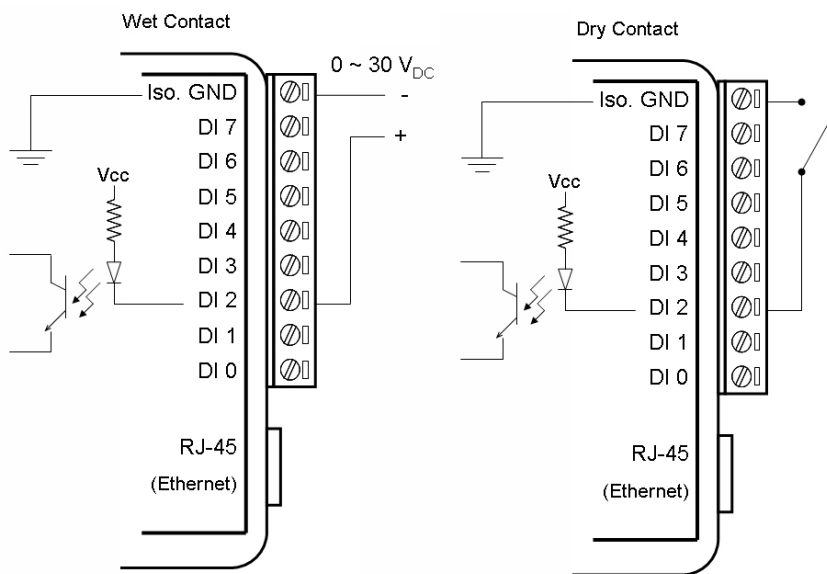 Wet Contact
0 ~ 30 VDC
Iso. GND
-
DI 7
+
DI 6
Vcc
DI 5
DI 4
DI 3
DI 2
DI 1
DI 0
RJ-45
(Ethernet)
Dry Contact
Iso. GND
DI 7
DI 6
Vcc
DI 5
DI 4
DI 3
DI 2
DI 1
DI 0
RJ-45
(Ethernet)